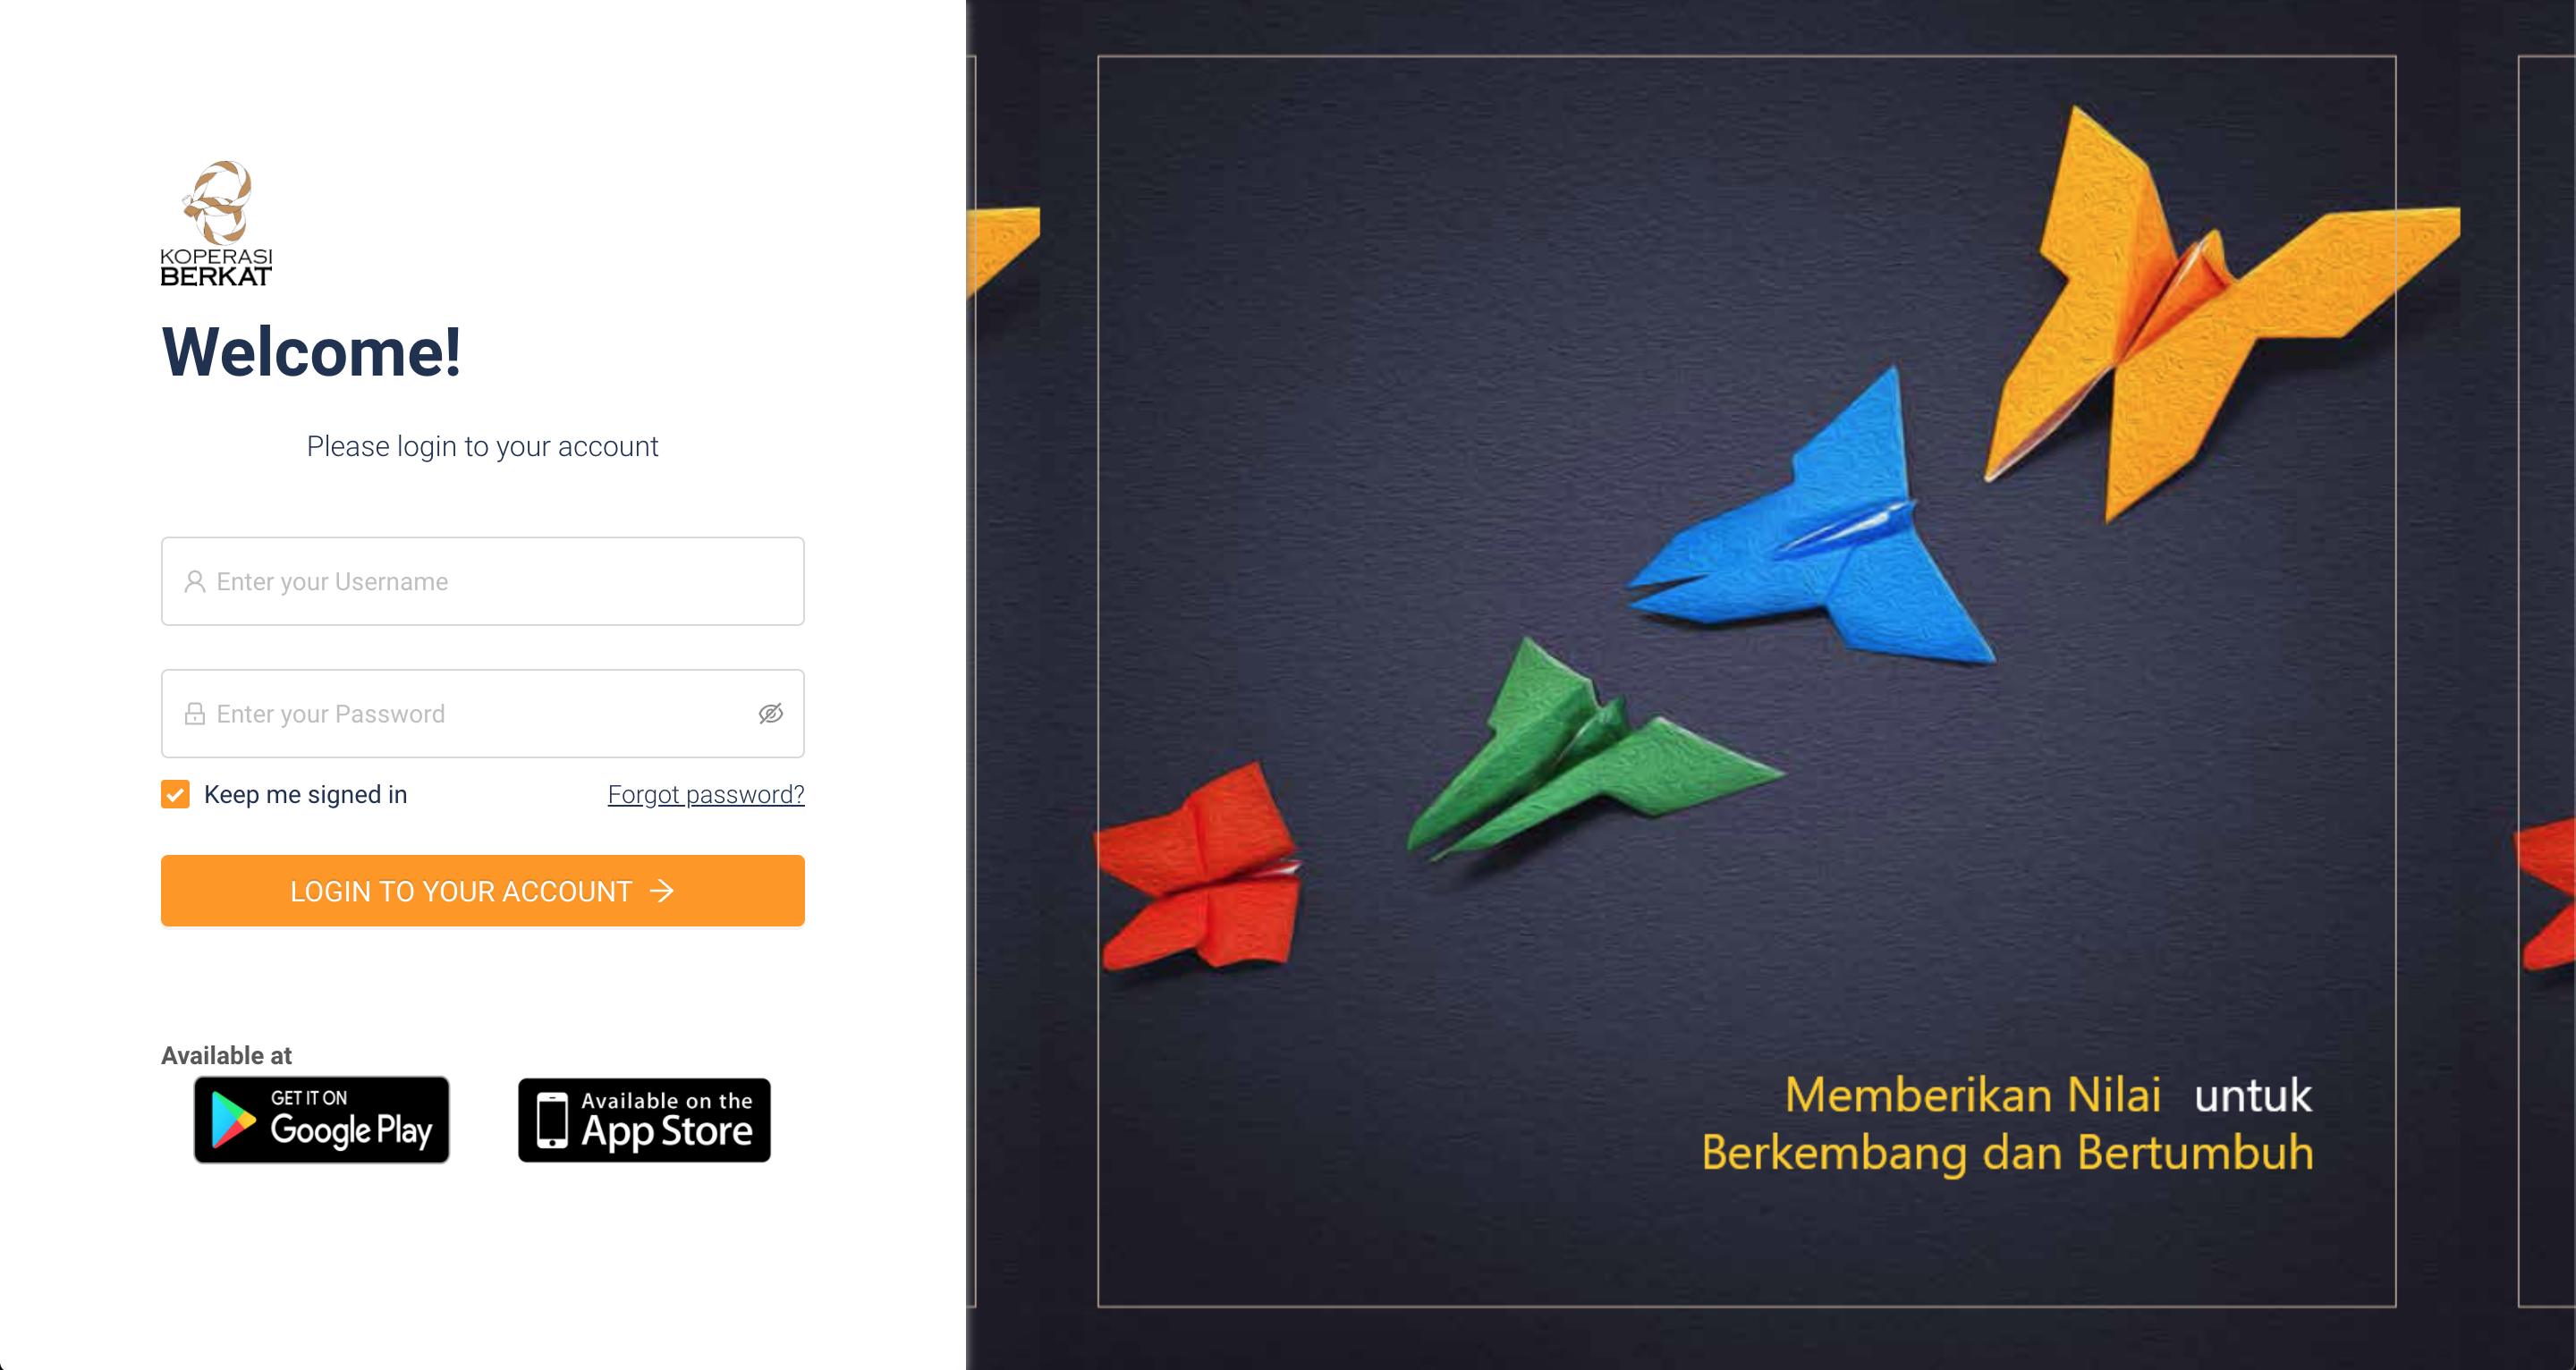 KOPERASI
BERKAT
Welcome!
Please login to your account
Enter your Username
Enter your Password
Keep me signed in
Forgot password?
LOGIN TO YOUR ACCOUNT
Available at
GET IT ON
Google Play
Available on the
App Store
Memberikan Nilai untuk
Berkembang dan Bertumbuh